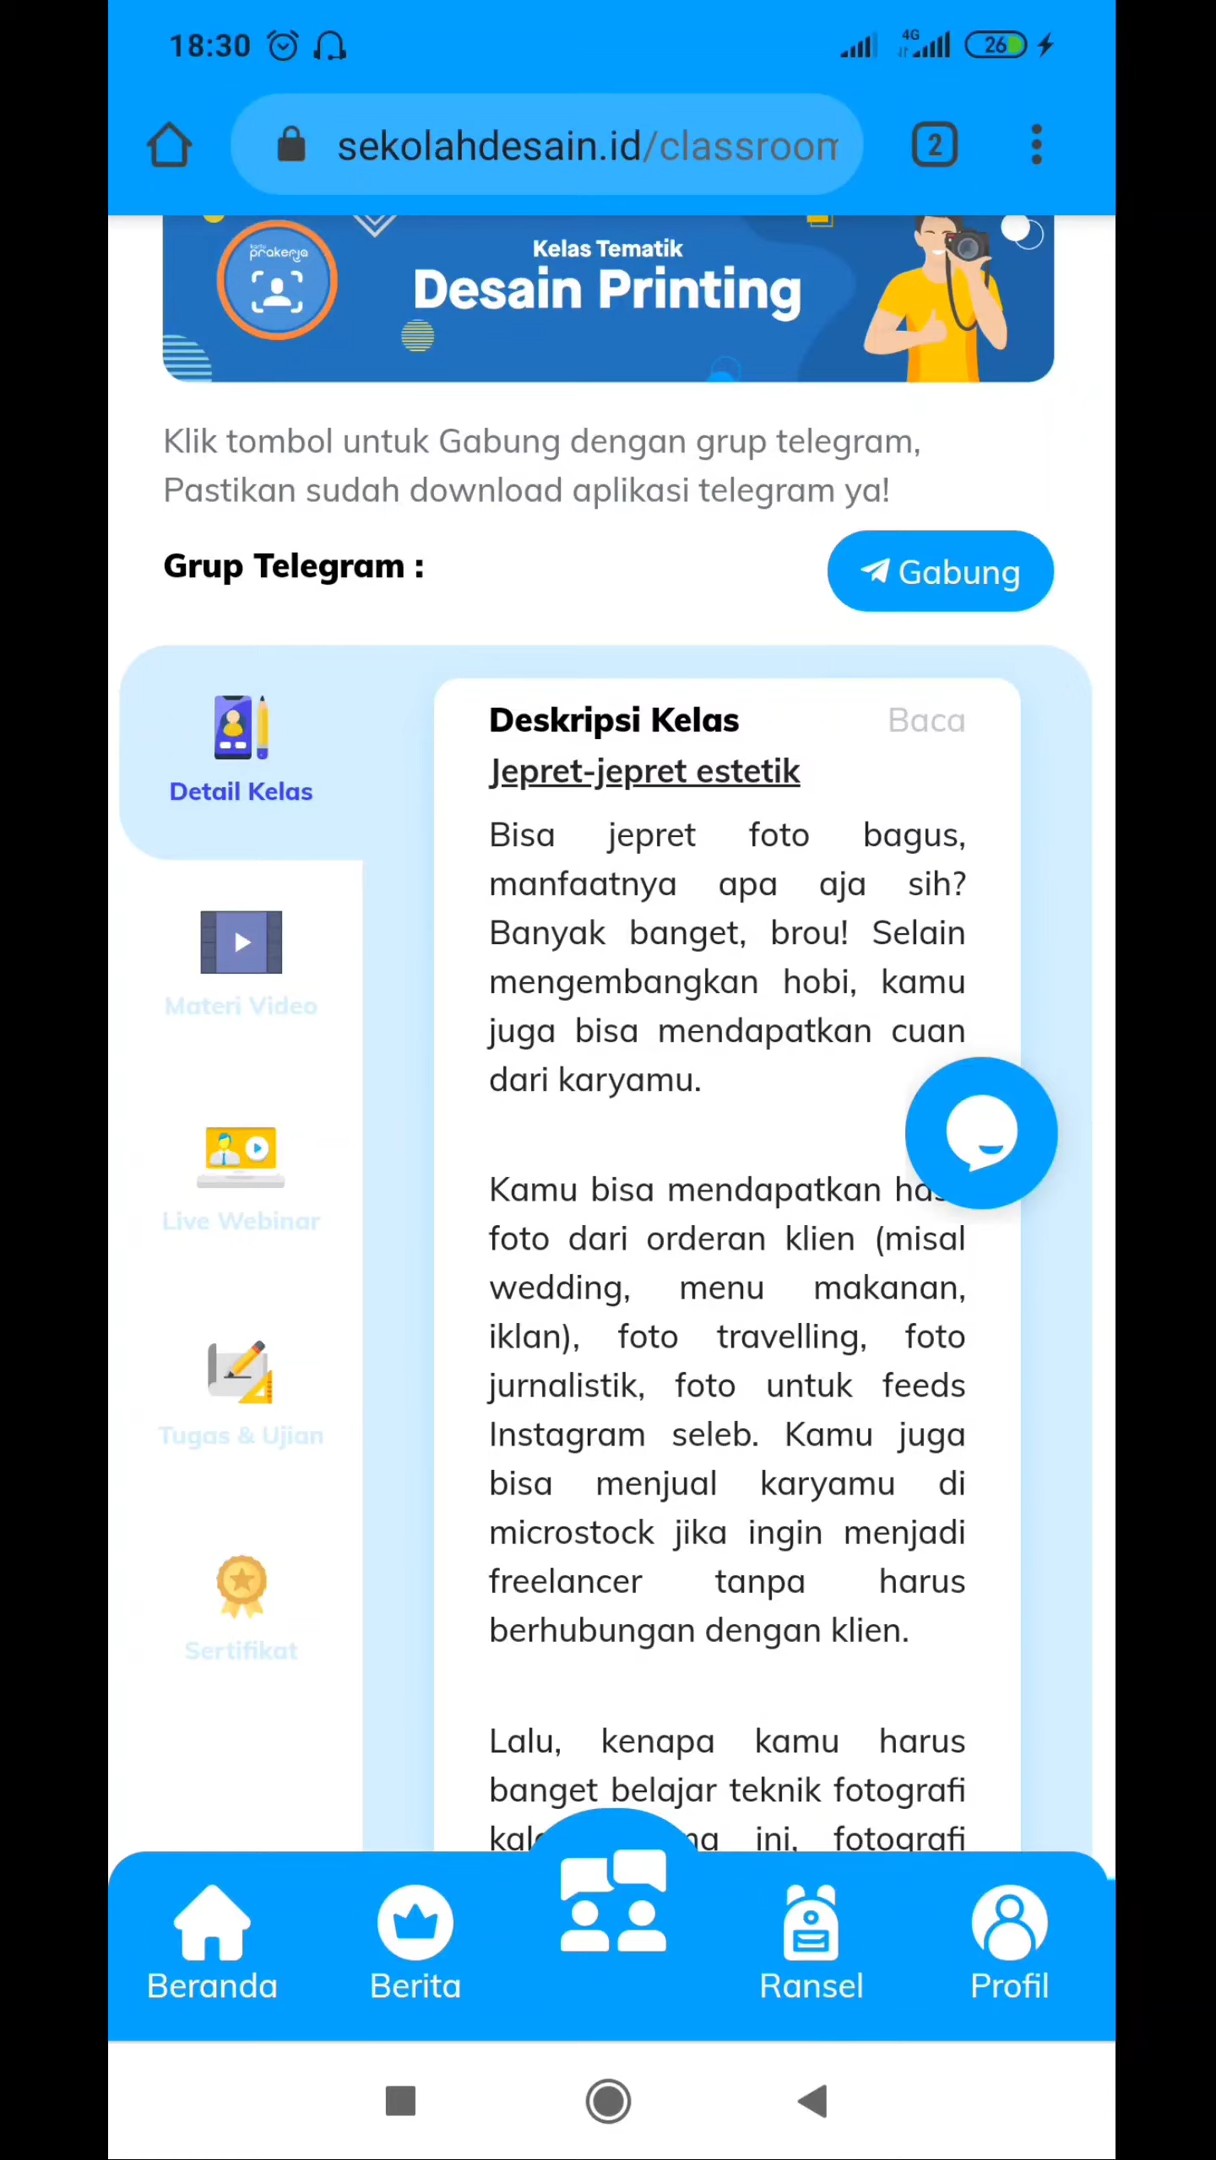 18:30
4G
26
sekolahdesain.id/classroom
2
kartu
prakerja
Kelas Tematik
Desain Printing
Klik tombol untuk Gabung dengan grup telegram,
Pastikan sudah download aplikasi telegram ya!
Grup Telegram :
Gabung
Detail Kelas
Materi Video
Live Webinar
Tugas & Ujian
Sertifikat
Deskripsi Kelas
Baca
Jepret-jepret estetik
Bisa jepret foto bagus,
manfaatnya apa aja sih?
Banyak banget, brou! Selain
mengembangkan hobi, kamu
juga bisa mendapatkan cuan
dari karyamu.
Kamu bisa mendapatkan
foto dari orderan klien (misal
wedding, menu makanan,
iklan), foto travelling, foto
jurnalistik, foto untuk feeds
Instagram seleb. Kamu juga
bisa menjual karyamu di
microstock jika ingin menjadi
freelancer tanpa harus
berhubungan dengan klien.
Lalu, kenapa kamu harus
banget belajar teknik fotografi
ini, fotografi
Beranda
Berita
Ransel
Profil